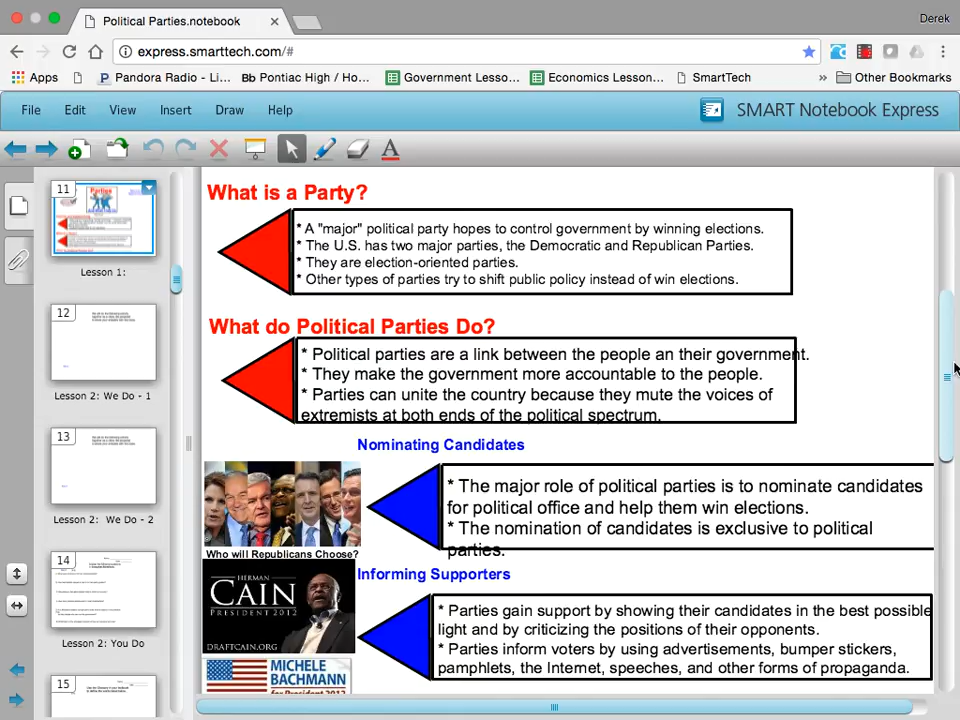 Political Parties.notebook
Derek
express.smarttech.com/#
Apps
Pandora Radio - Li...
Bb Pontiac High / Ho...
Government Lesso...
Economics Lesson...
SmartTech
»
Other Bookmarks
File
Edit
View
Insert
Draw
Help
SMART Notebook Express
A
11
Parties
Lesson 1:
12
Lesson 2: We Do - 1
13
Lesson 2:  We Do - 2
14
Lesson 2: You Do
15
What is a Party?
* A "major" political party hopes to control government by winning elections.
* The U.S. has two major parties, the Democratic and Republican Parties.
* They are election-oriented parties.
* Other types of parties try to shift public policy instead of win elections.
What do Political Parties Do?
* Political parties are a link between the people an their government.
* They make the government more accountable to the people.
* Parties can unite the country because they mute the voices of
extremists at both ends of the political spectrum.
Nominating Candidates
* The major role of political parties is to nominate candidates
for political office and help them win elections.
* The nomination of candidates is exclusive to political
parties.
Who will Republicans Choose?
Informing Supporters
HERMAN
CAIN
PRESIDENT 2012
DRAFTCAIN.ORG
* Parties gain support by showing their candidates in the best possible
light and by criticizing the positions of their opponents.
* Parties inform voters by using advertisements, bumper stickers,
pamphlets, the Internet, speeches, and other forms of propaganda.
MICHELE
BACHMANN
for President 2012